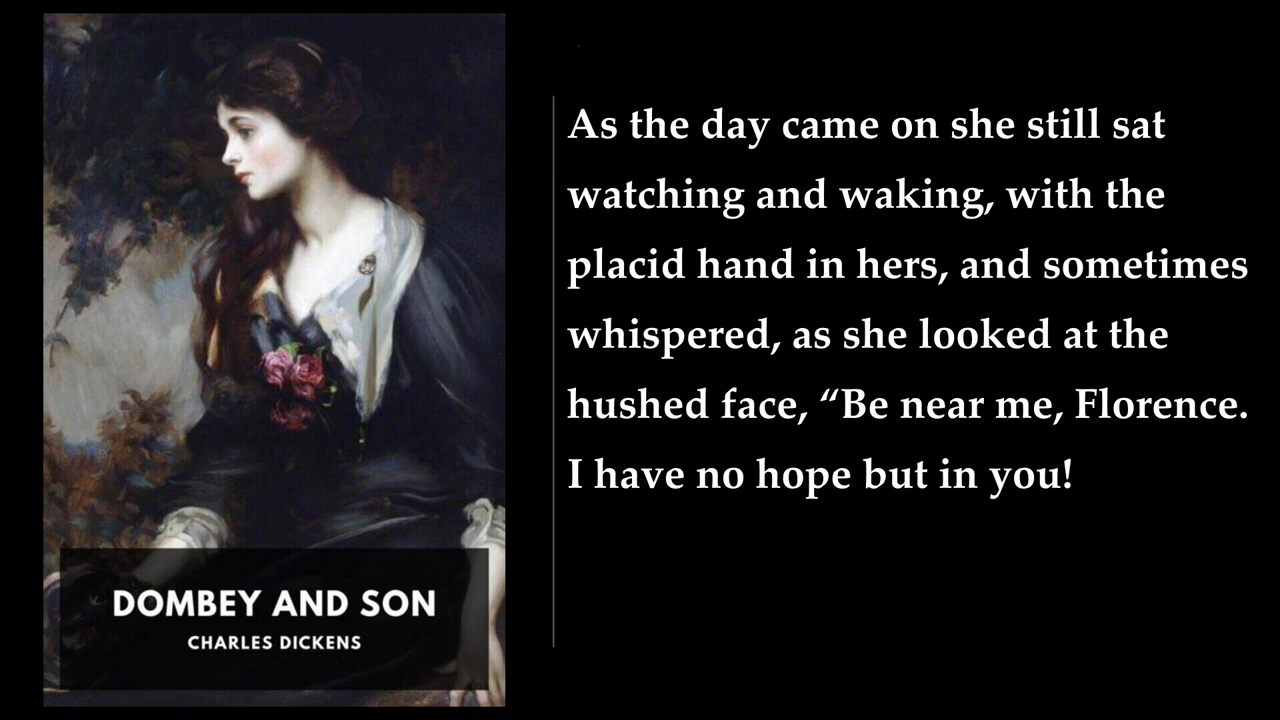 DOMBEY AND SON
CHARLES DICKENS
As the day came on she still sat
watching and waking, with the
placid hand in hers, and sometimes
whispered, as she looked at the
hushed face, “Be near me, Florence.
I have no hope but in you!